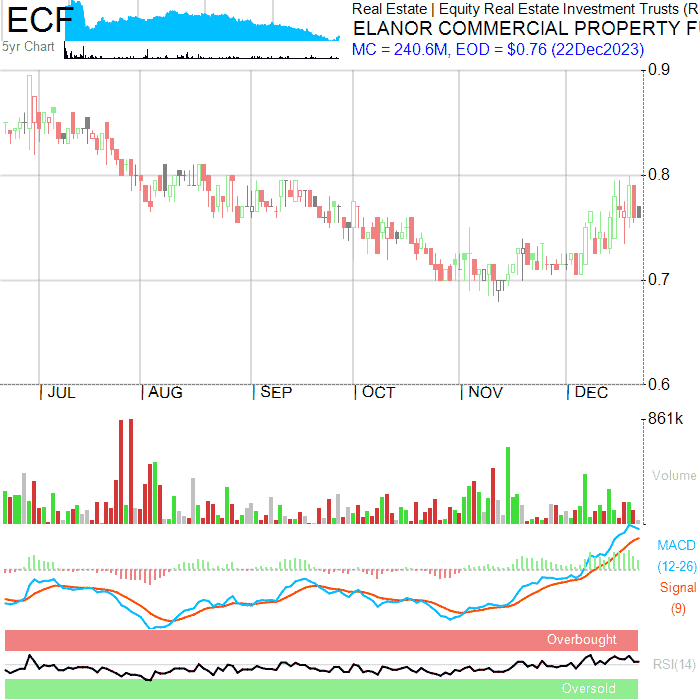 ECF
5yr Chart
Real Estate | Equity Real Estate Investment Trusts (R
ELANOR COMMERCIAL PROPERTY F
MC = 240.6M, EOD = $0.76 (22Dec2023)
0.9
0.8
0.7
0.6
JUL AUG SEP OCT NOV DEC
861k
Volume
MACD
(12-26)
Signal
(9)
Overbought
RSI(14)
Oversold